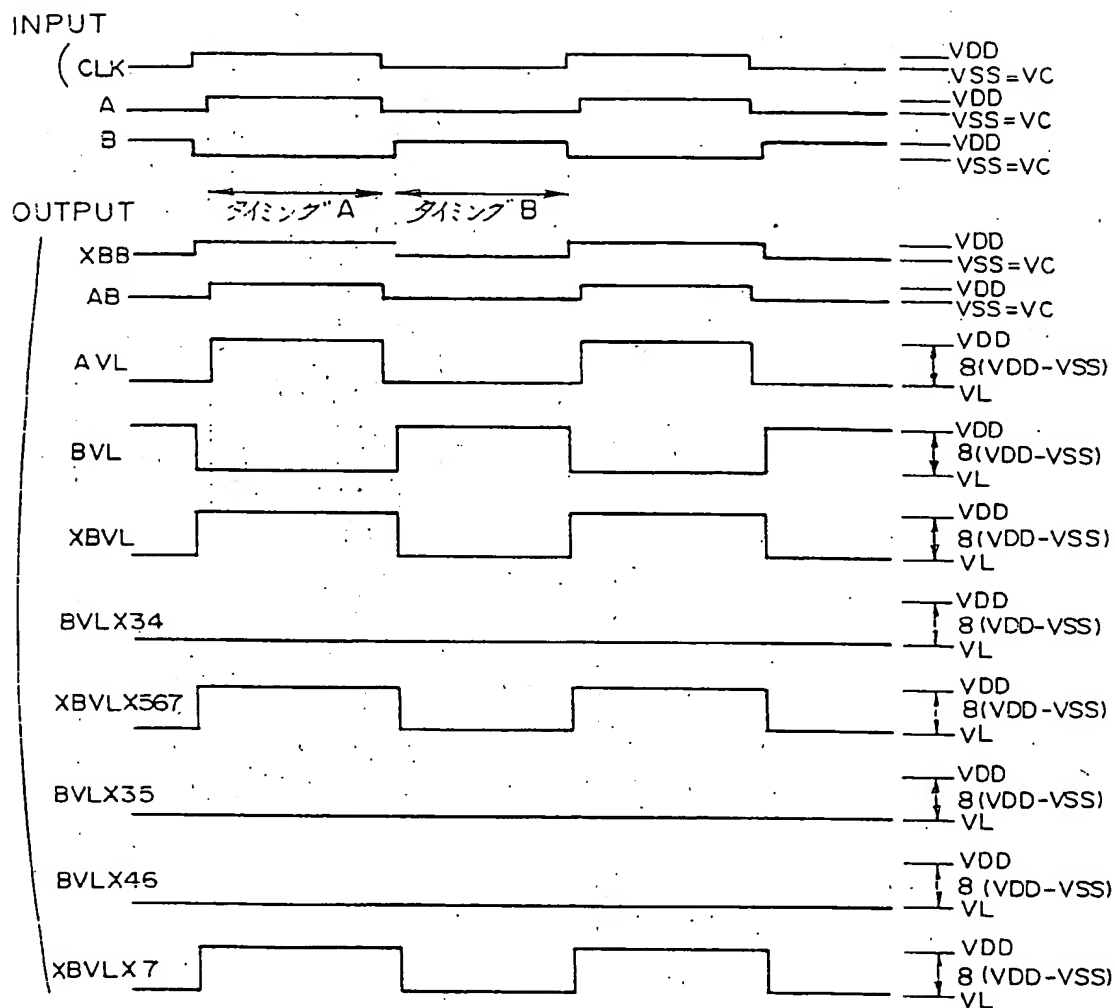 INPUT
CLK
VDD
VSS=VC
A
VDD
VSS=VC
B
VDD
VSS=VC
タイミングA
タイミングB
OUTPUT
XBB
VDD
VSS=VC
AB
VDD
VSS=VC
AVL
VDD
8(VDD-VSS)
VL
BVL
VDD
8(VDD-VSS)
VL
XBVL
VDD
8(VDD-VSS)
VL
BVLX34
VDD
8(VDD-VSS)
VL
XBVLX567
VDD
8(VDD-VSS)
VL
BVLX35
VDD
8(VDD-VSS)
VL
BVLX46
VDD
8(VDD-VSS)
VL
XBVLX7
VDD
8(VDD-VSS)
VL